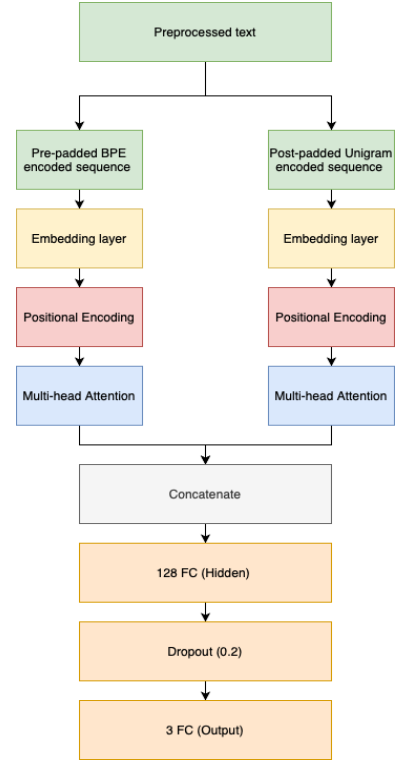 Preprocessed text
Pre-padded BPE
encoded sequence
Post-padded Unigram
encoded sequence
Embedding layer
Embedding layer
Positional Encoding
Positional Encoding
Multi-head Attention
Multi-head Attention
Concatenate
128 FC (Hidden)
Dropout (0.2)
3 FC (Output)